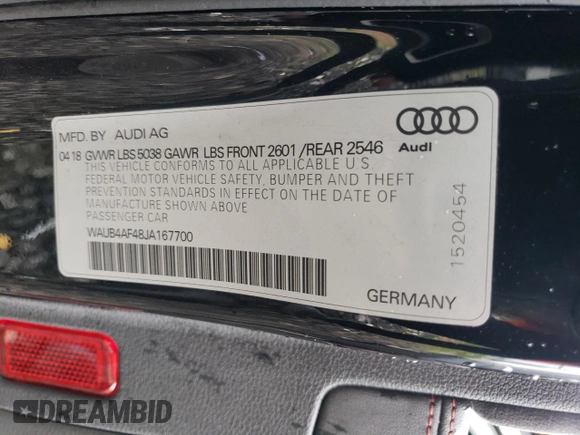 MFD. BY AUDI AG
04 18 GVWR LBS 5038 GAWR LBS FRONT 2601 /REAR 2546
THIS VEHICLE CONFORMS TO ALL APPLICABLE U S
FEDERAL MOTOR VEHICLE SAFETY, BUMPER AND THEFT
PREVENTION STANDARDS IN EFFECT ON THE DATE OF
MANUFACTURE SHOWN ABOVE
PASSENGER CAR
WAUB4AF48JA167700
Audi
1520454
GERMANY
DREAMBID